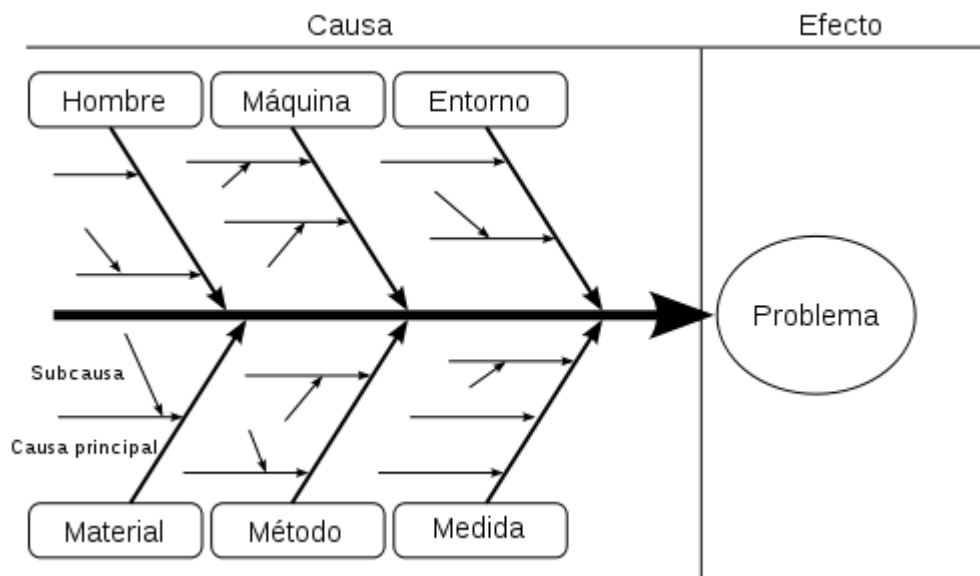 Causa
Efecto
Hombre
Máquina
Entorno
Problema
Subcausa
Causa principal
Material
Método
Medida